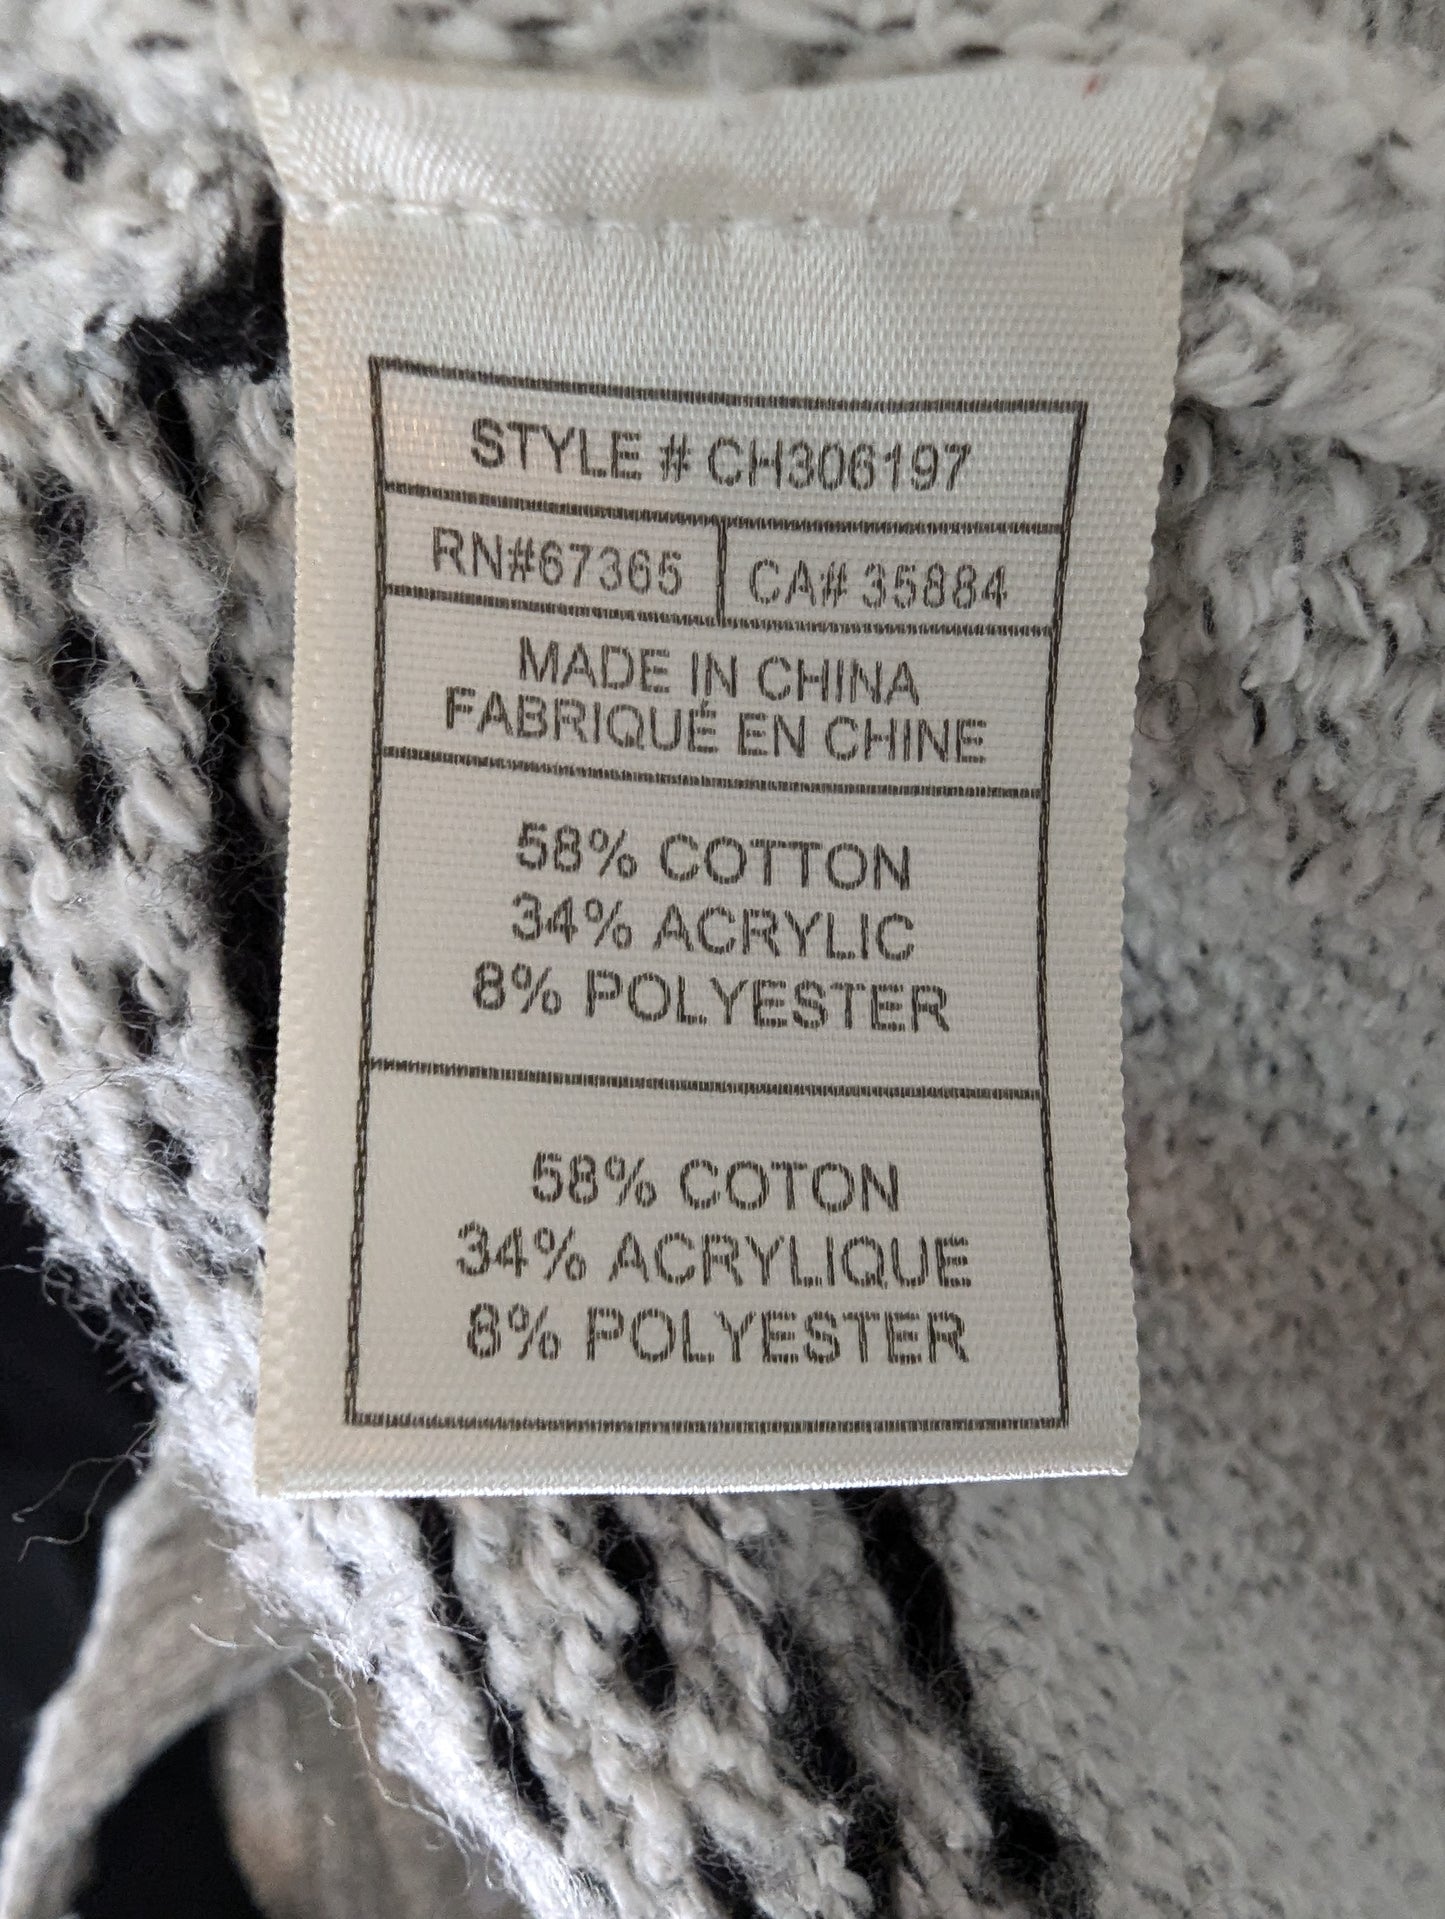 STYLE # CH306197
RN#67365 CA# 35884
MADE IN CHINA
FABRIQUÉ EN CHINE
58% COTTON
34% ACRYLIC
8% POLYESTER
58% COTON
34% ACRYLIQUE
8% POLYESTER